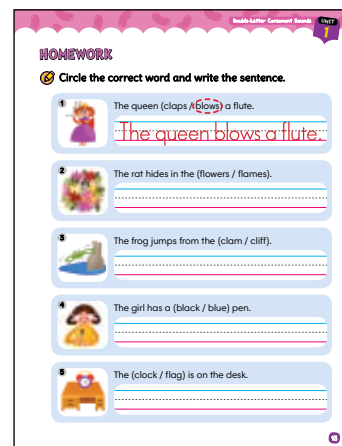 Double-Letter Consonant Sounds
UNIT
1
HOMEWORK
Circle the correct word and write the sentence.
1
The queen (claps / blows) a flute.
The queen blows a flute.
2
The rat hides in the (flowers / flames).
3
The frog jumps from the (clam / cliff).
4
The girl has a (black / blue) pen.
5
The (clock / flag) is on the desk.